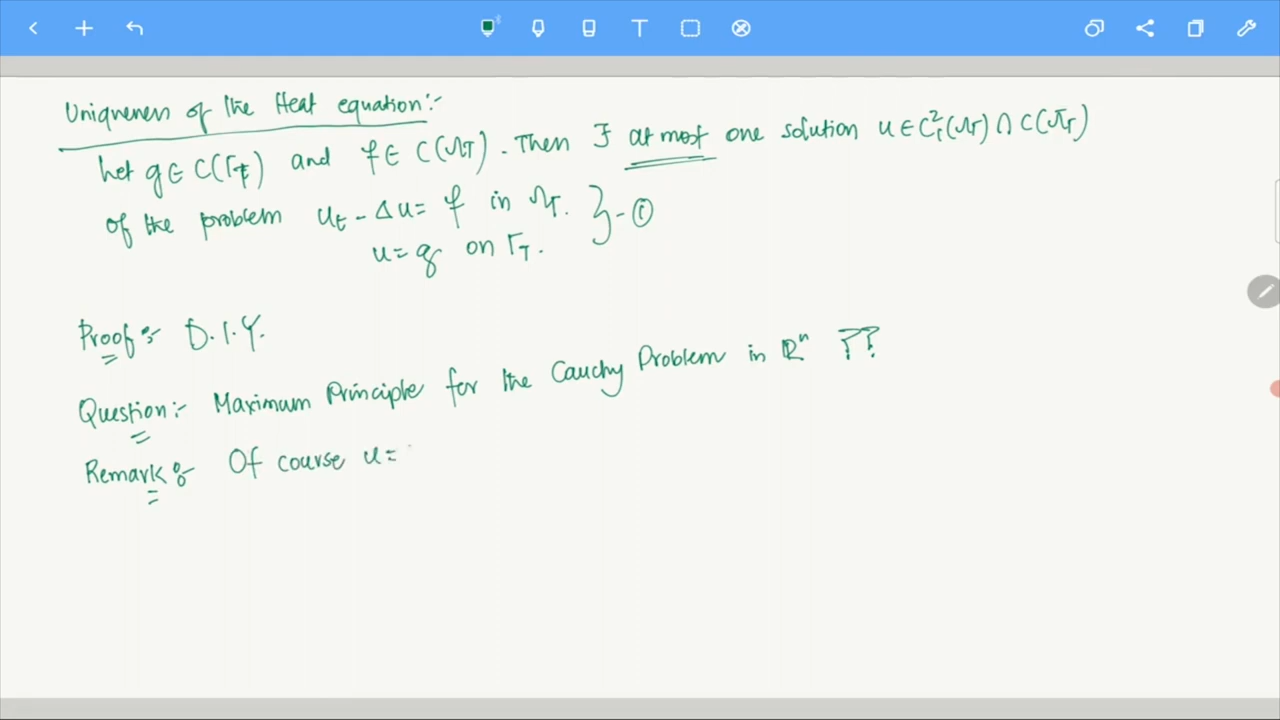 Uniqueness of the Heat equation:-
Let g ∈ C(Γ_T) and f ∈ C(Ω_T). Then ∃ at most one solution u ∈ C²₁(Ω_T) ∩ C(Ω̄_T)
of the problem u_t - Δu = f in Ω_T. } - ①
u = g on Γ_T.
Proof:- D.I.Y.
Question:- Maximum Principle for the Cauchy Problem in ℝⁿ ??
Remark:- Of course u=